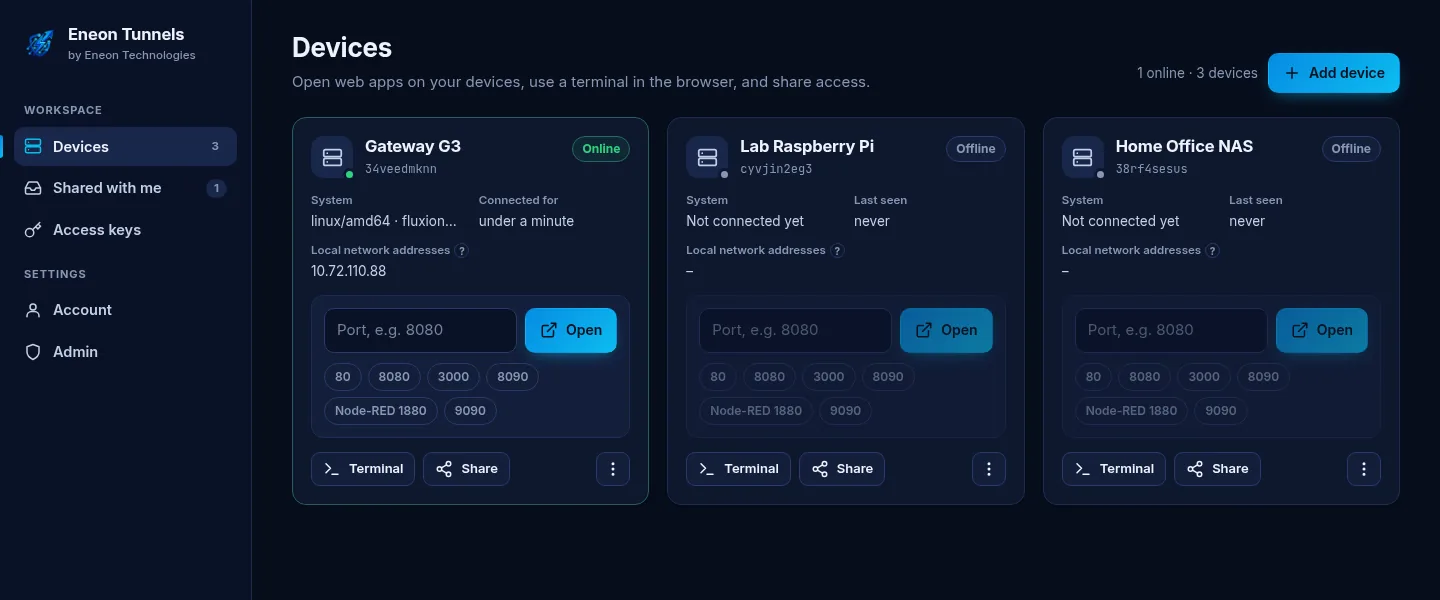 Eneon Tunnels
by Eneon Technologies
WORKSPACE
Devices 3
Shared with me 1
Access keys
SETTINGS
Account
Admin
Devices
Open web apps on your devices, use a terminal in the browser, and share access.
1 online · 3 devices
+ Add device
Gateway G3
Online
34veedmknn
System
Connected for
linux/amd64 · fluxion...
under a minute
Local network addresses ?
10.72.110.88
Port, e.g. 8080
Open
80 8080 3000 8090
Node-RED 1880 9090
Terminal
Share
Lab Raspberry Pi
Offline
cyvjin2eg3
System
Last seen
Not connected yet
never
Local network addresses ?
–
Port, e.g. 8080
Open
80 8080 3000 8090
Node-RED 1880 9090
Terminal
Share
Home Office NAS
Offline
38rf4sesus
System
Last seen
Not connected yet
never
Local network addresses ?
–
Port, e.g. 8080
Open
80 8080 3000 8090
Node-RED 1880 9090
Terminal
Share